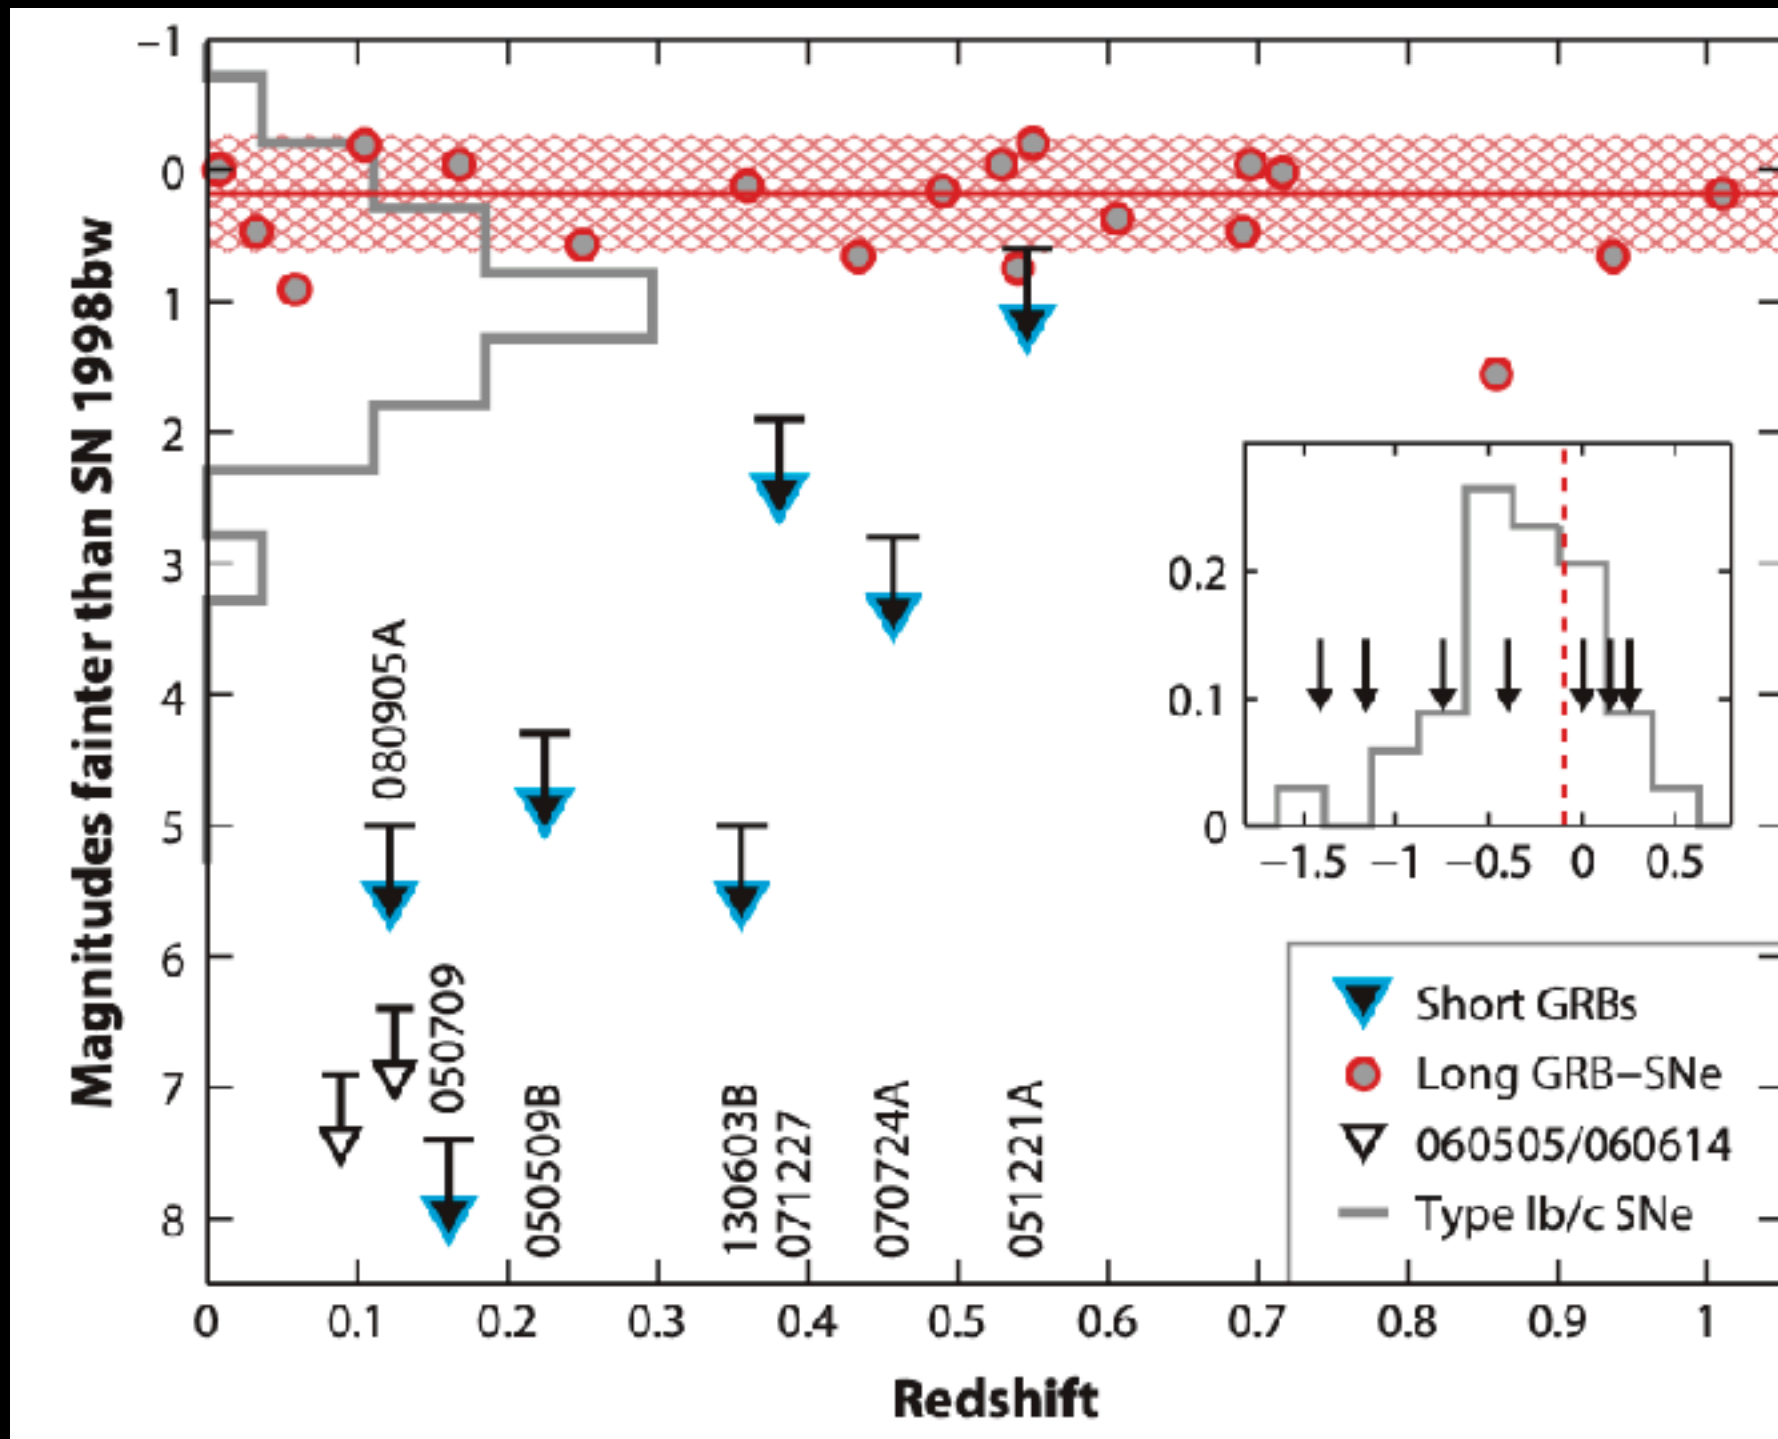 −1
0
1
2
3
4
5
6
7
8
Magnitudes fainter than SN 1998bw
080905A
050709
050509B
130603B
071227
070724A
051221A
0.2
0.1
0
−1.5 −1 −0.5 0 0.5
Short GRBs
Long GRB–SNe
060505/060614
Type Ib/c SNe
0 0.1 0.2 0.3 0.4 0.5 0.6 0.7 0.8 0.9 1
Redshift